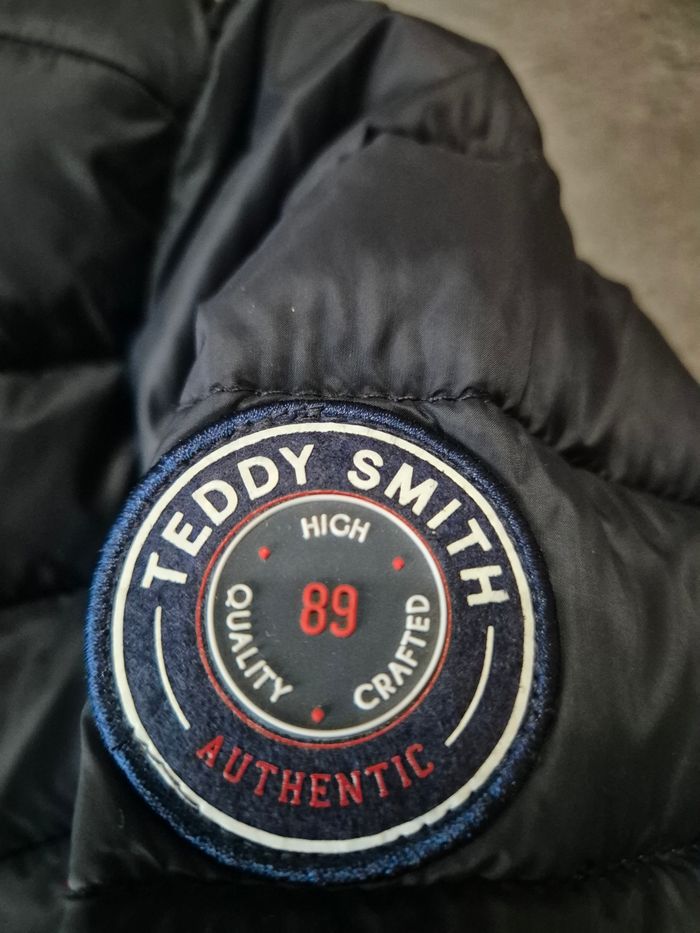 TEDDY SMITH
HIGH
89
QUALITY
CRAFTED
AUTHENTIC